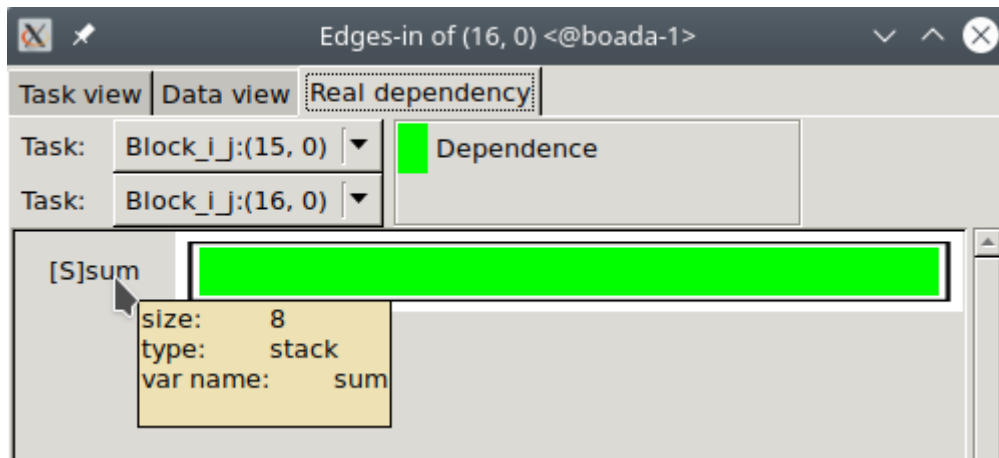 Edges-in of (16, 0) <@boada-1>
Task view Data view Real dependency
Task: Block_i_j:(15, 0) Dependence
Task: Block_i_j:(16, 0)
[S]sum
size: 8
type: stack
var name: sum